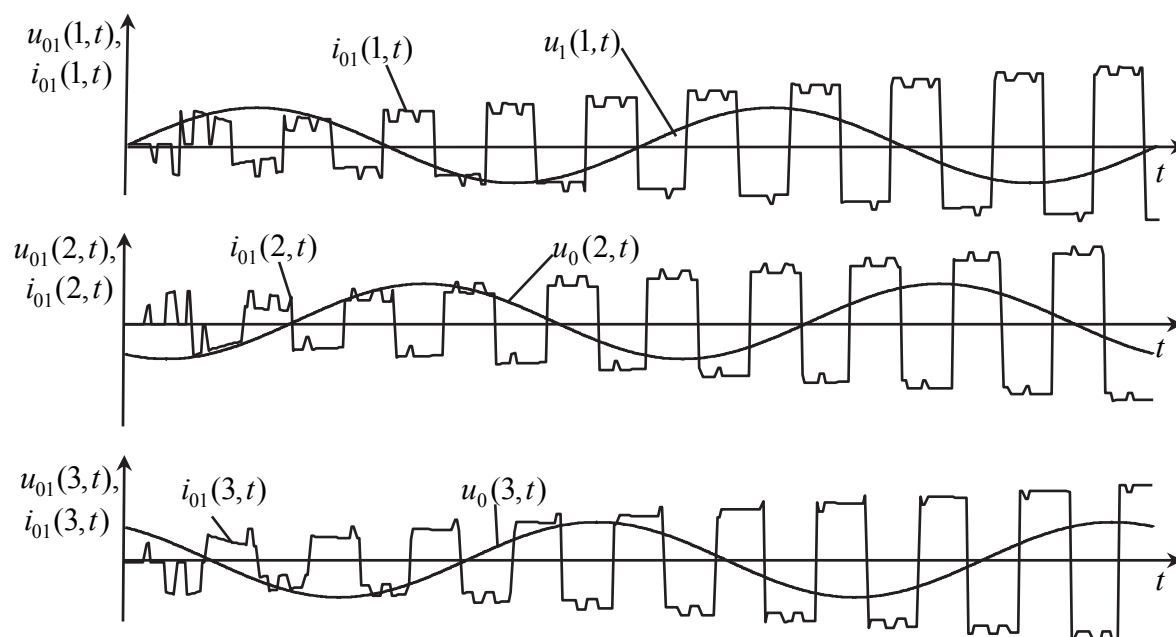 u₀₁(1,t),
i₀₁(1,t)
i₀₁(1,t)
u₁(1,t)
t
u₀₁(2,t),
i₀₁(2,t)
i₀₁(2,t)
u₀(2,t)
t
u₀₁(3,t),
i₀₁(3,t)
i₀₁(3,t)
u₀(3,t)
t